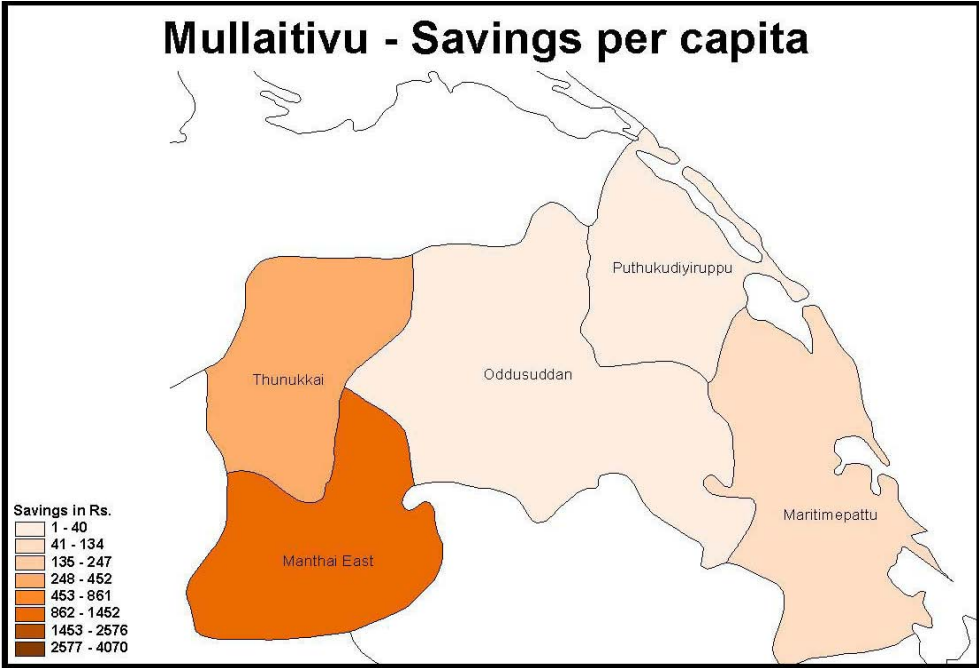 Mullaitivu - Savings per capita
Puthukudiyiruppu
Oddusuddan
Thunukkai
Maritimepattu
Manthai East
Savings in Rs.
1 - 40
41 - 134
135 - 247
248 - 452
453 - 861
862 - 1452
1453 - 2576
2577 - 4070